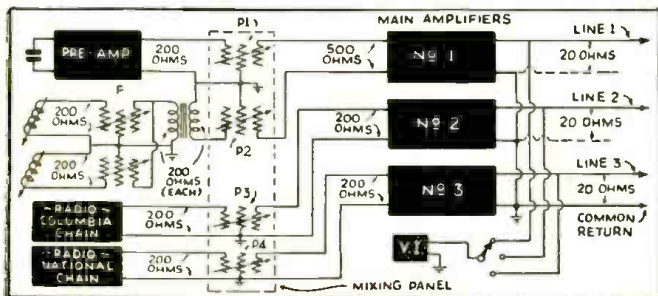 P1
MAIN AMPLIFIERS
LINE 1
PRE-AMP
200 OHMS
200 OHMS
500 OHMS
Nº 1
20 OHMS
F
LINE 2
200 OHMS
200 OHMS
P2
200 OHMS
Nº 2
20 OHMS
200 OHMS (EACH)
LINE 3
P3
-RADIO- COLUMBIA CHAIN
200 OHMS
200 OHMS
Nº 3
20 OHMS
COMMON RETURN
P4
-RADIO- NATIONAL CHAIN
200 OHMS
V.I.
MIXING PANEL